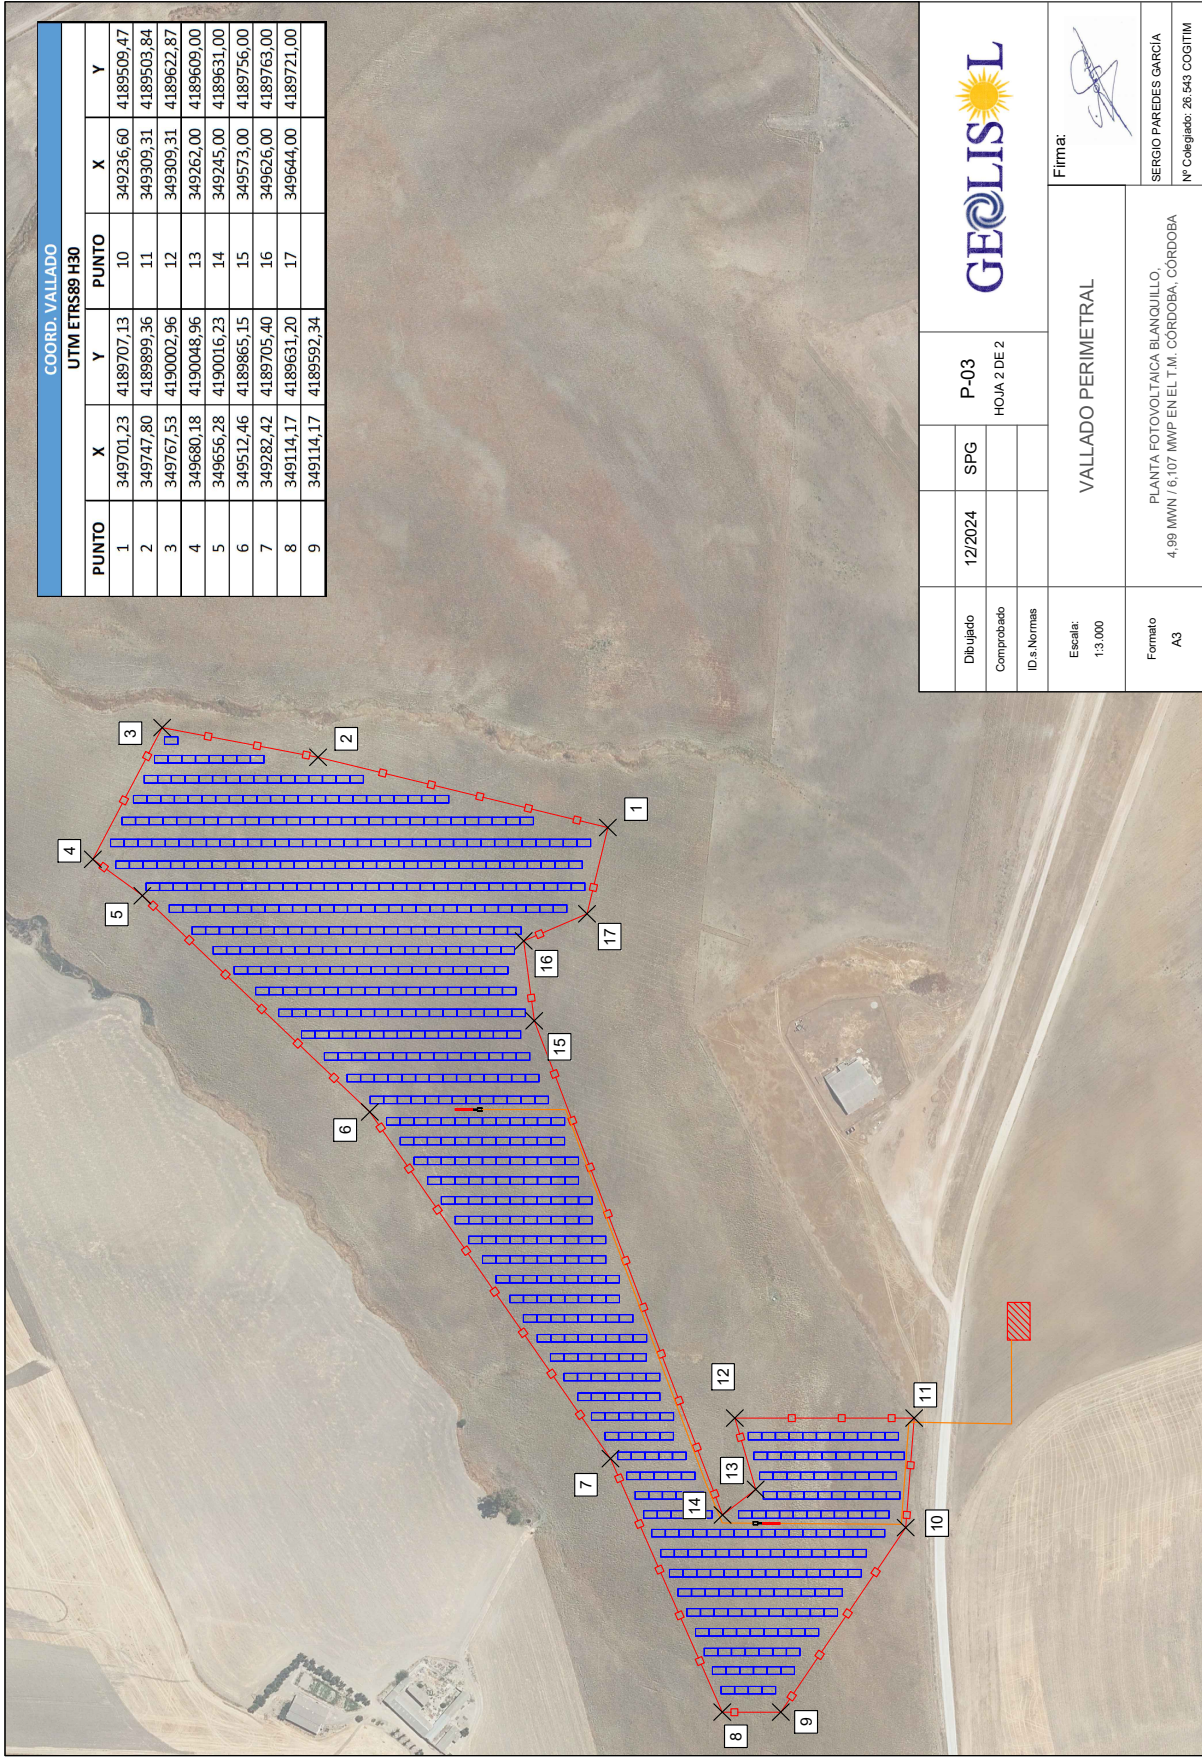 COORD. VALLADO
UTM ETRS89 H30
PUNTO X Y PUNTO X Y
1 349701,23 4189707,13 10 349236,60 4189509,47
2 349747,80 4189899,36 11 349309,31 4189503,84
3 349767,53 4190002,96 12 349309,31 4189622,87
4 349680,18 4190048,96 13 349262,00 4189609,00
5 349656,28 4190016,23 14 349245,00 4189631,00
6 349512,46 4189865,15 15 349573,00 4189756,00
7 349282,42 4189705,40 16 349626,00 4189763,00
8 349114,17 4189631,20 17 349644,00 4189721,00
9 349114,17 4189592,34
3
4
2
5
1
17
16
15
6
12
11
7
13
14
10
8
9
Dibujado 12/2024 SPG
Comprobado
ID.s.Normas
P-03
HOJA 2 DE 2
GEOLISOL
Escala:
1:3.000
VALLADO PERIMETRAL
Firma:
Formato
A3
PLANTA FOTOVOLTAICA BLANQUILLO,
4,99 MWN / 6,107 MWP EN EL T.M. CÓRDOBA, CÓRDOBA
SERGIO PAREDES GARCÍA
Nº Colegiado: 26.543 COGITIM